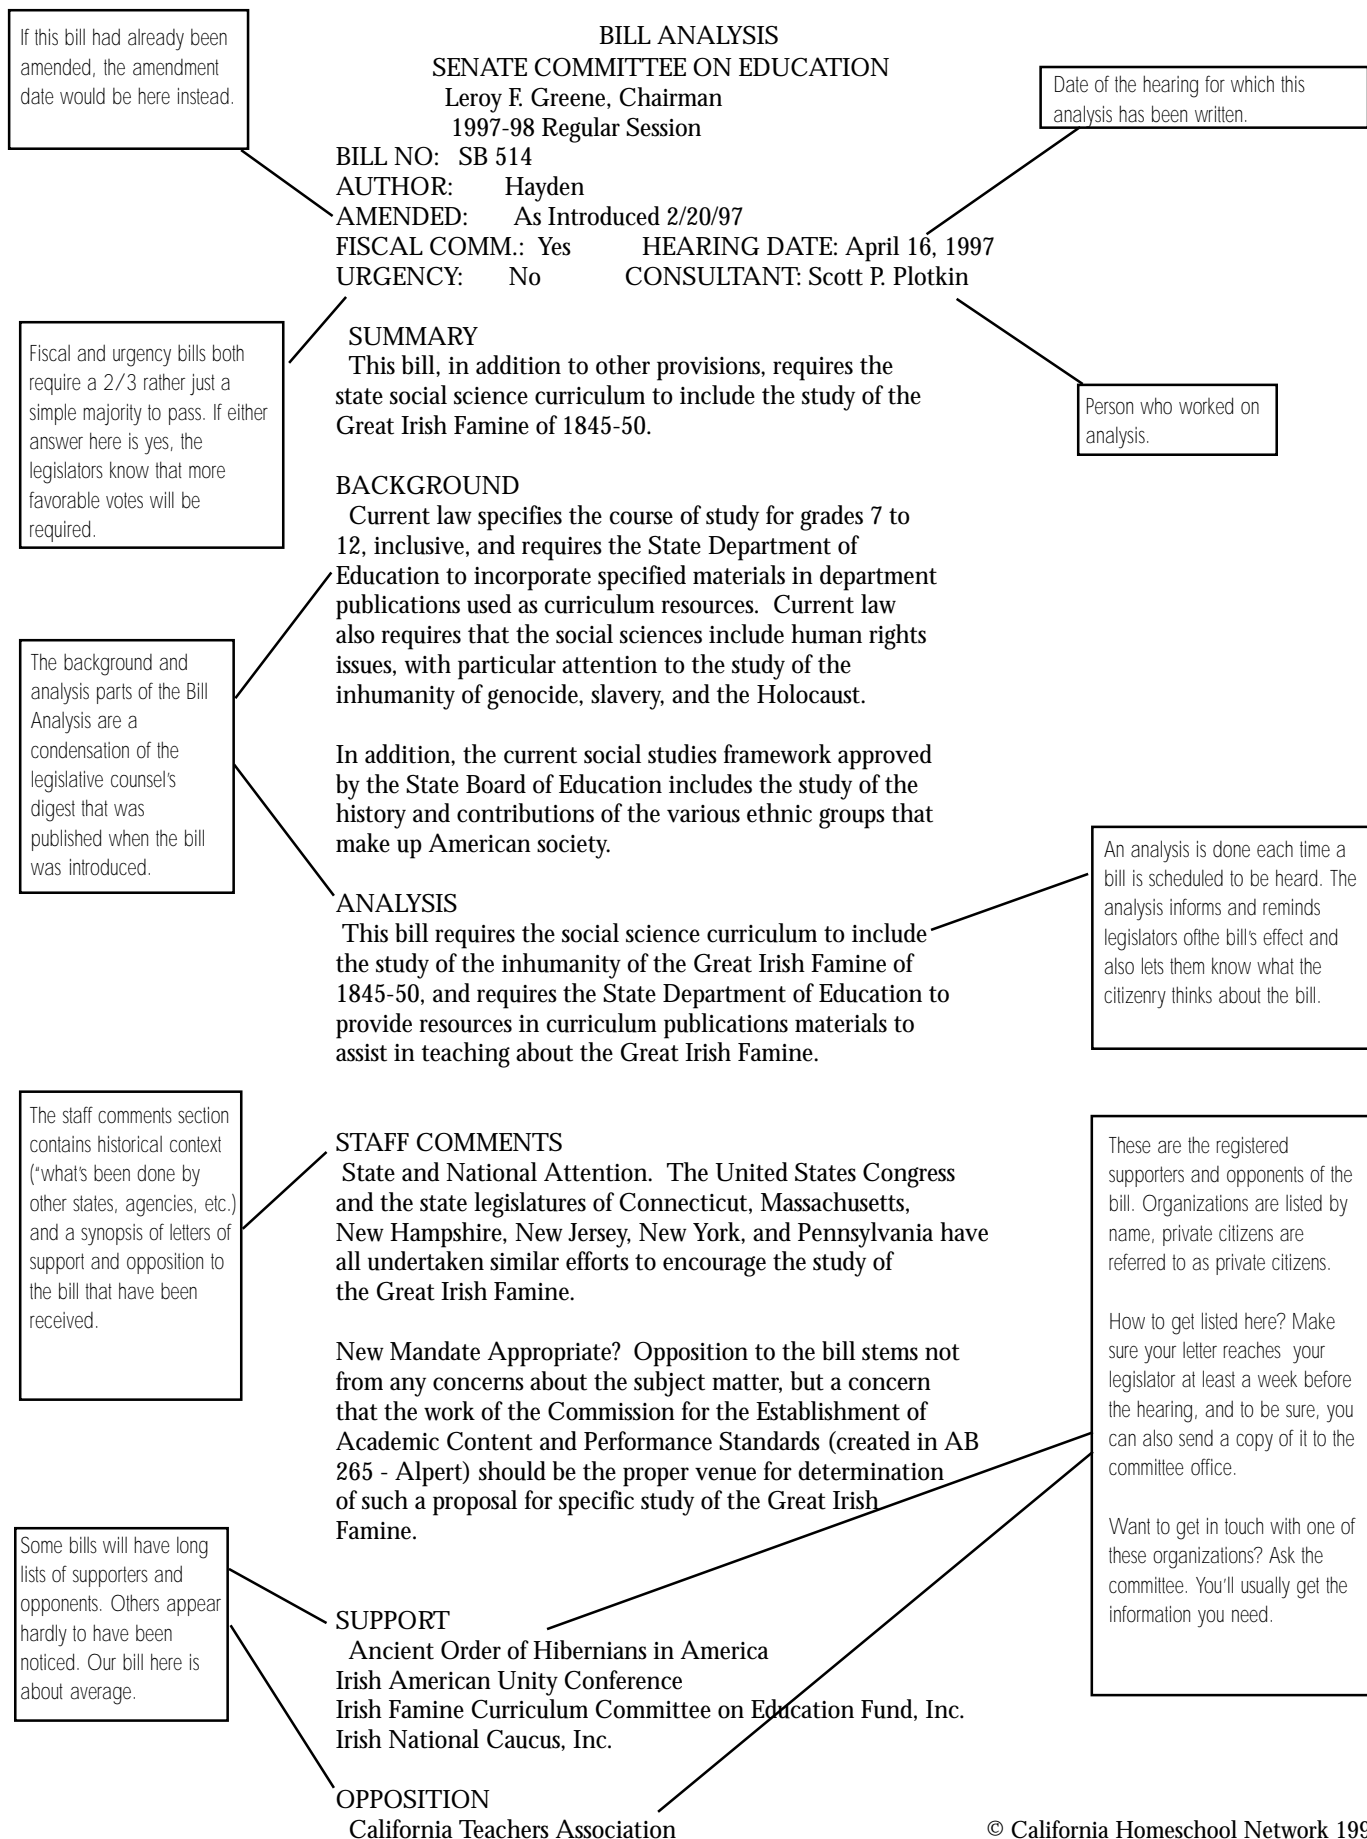 If this bill had already been
amended, the amendment
date would be here instead.
BILL ANALYSIS
SENATE COMMITTEE ON EDUCATION
Leroy F. Greene, Chairman
1997-98 Regular Session
BILL NO: SB 514
AUTHOR: Hayden
AMENDED: As Introduced 2/20/97
FISCAL COMM.: Yes HEARING DATE: April 16, 1997
URGENCY: No CONSULTANT: Scott P. Plotkin
Date of the hearing for which this
analysis has been written.
Fiscal and urgency bills both
require a 2/3 rather just a
simple majority to pass. If either
answer here is yes, the
legislators know that more
favorable votes will be
required.
Person who worked on
analysis.
SUMMARY
This bill, in addition to other provisions, requires the
state social science curriculum to include the study of the
Great Irish Famine of 1845-50.
BACKGROUND
Current law specifies the course of study for grades 7 to
12, inclusive, and requires the State Department of
Education to incorporate specified materials in department
publications used as curriculum resources. Current law
also requires that the social sciences include human rights
issues, with particular attention to the study of the
inhumanity of genocide, slavery, and the Holocaust.
In addition, the current social studies framework approved
by the State Board of Education includes the study of the
history and contributions of the various ethnic groups that
make up American society.
The background and
analysis parts of the Bill
Analysis are a
condensation of the
legislative counsel's
digest that was
published when the bill
was introduced.
ANALYSIS
This bill requires the social science curriculum to include
the study of the inhumanity of the Great Irish Famine of
1845-50, and requires the State Department of Education to
provide resources in curriculum publications materials to
assist in teaching about the Great Irish Famine.
An analysis is done each time a
bill is scheduled to be heard. The
analysis informs and reminds
legislators ofthe bill's effect and
also lets them know what the
citizenry thinks about the bill.
The staff comments section
contains historical context
("what's been done by
other states, agencies, etc.)
and a synopsis of letters of
support and opposition to
the bill that have been
received.
STAFF COMMENTS
State and National Attention. The United States Congress
and the state legislatures of Connecticut, Massachusetts,
New Hampshire, New Jersey, New York, and Pennsylvania have
all undertaken similar efforts to encourage the study of
the Great Irish Famine.
New Mandate Appropriate? Opposition to the bill stems not
from any concerns about the subject matter, but a concern
that the work of the Commission for the Establishment of
Academic Content and Performance Standards (created in AB
265 - Alpert) should be the proper venue for determination
of such a proposal for specific study of the Great Irish
Famine.
These are the registered
supporters and opponents of the
bill. Organizations are listed by
name, private citizens are
referred to as private citizens.
How to get listed here? Make
sure your letter reaches your
legislator at least a week before
the hearing, and to be sure, you
can also send a copy of it to the
committee office.
Want to get in touch with one of
these organizations? Ask the
committee. You'll usually get the
information you need.
Some bills will have long
lists of supporters and
opponents. Others appear
hardly to have been
noticed. Our bill here is
about average.
SUPPORT
Ancient Order of Hibernians in America
Irish American Unity Conference
Irish Famine Curriculum Committee on Education Fund, Inc.
Irish National Caucus, Inc.
OPPOSITION
California Teachers Association
© California Homeschool Network 199